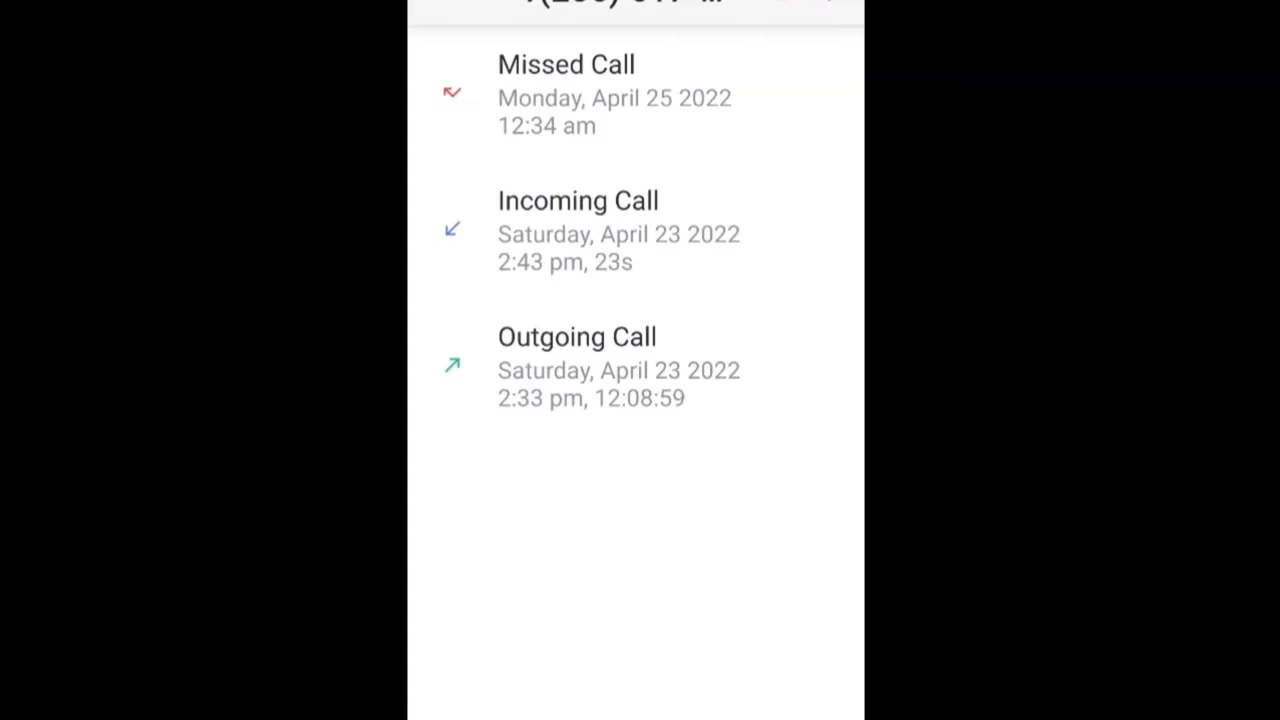 Missed Call
Monday, April 25 2022
12:34 am
Incoming Call
Saturday, April 23 2022
2:43 pm, 23s
Outgoing Call
Saturday, April 23 2022
2:33 pm, 12:08:59